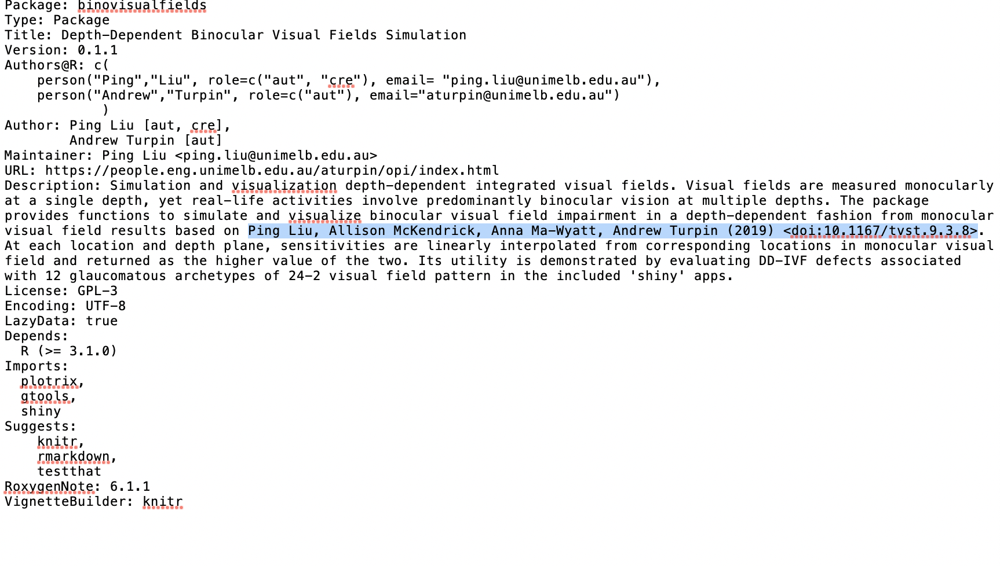 Package: binovisualfields
Type: Package
Title: Depth-Dependent Binocular Visual Fields Simulation
Version: 0.1.1
Authors@R: c(
    person("Ping","Liu", role=c("aut", "cre"), email= "ping.liu@unimelb.edu.au"),
    person("Andrew","Turpin", role=c("aut"), email="aturpin@unimelb.edu.au")
            )
Author: Ping Liu [aut, cre],
        Andrew Turpin [aut]
Maintainer: Ping Liu <ping.liu@unimelb.edu.au>
URL: https://people.eng.unimelb.edu.au/aturpin/opi/index.html
Description: Simulation and visualization depth-dependent integrated visual fields. Visual fields are measured monocularly
at a single depth, yet real-life activities involve predominantly binocular vision at multiple depths. The package
provides functions to simulate and visualize binocular visual field impairment in a depth-dependent fashion from monocular
visual field results based on Ping Liu, Allison McKendrick, Anna Ma-Wyatt, Andrew Turpin (2019) <doi:10.1167/tvst.9.3.8>.
At each location and depth plane, sensitivities are linearly interpolated from corresponding locations in monocular visual
field and returned as the higher value of the two. Its utility is demonstrated by evaluating DD-IVF defects associated
with 12 glaucomatous archetypes of 24-2 visual field pattern in the included 'shiny' apps.
License: GPL-3
Encoding: UTF-8
LazyData: true
Depends:
  R (>= 3.1.0)
Imports:
  plotrix,
  gtools,
  shiny
Suggests:
    knitr,
    rmarkdown,
    testthat
RoxygenNote: 6.1.1
VignetteBuilder: knitr